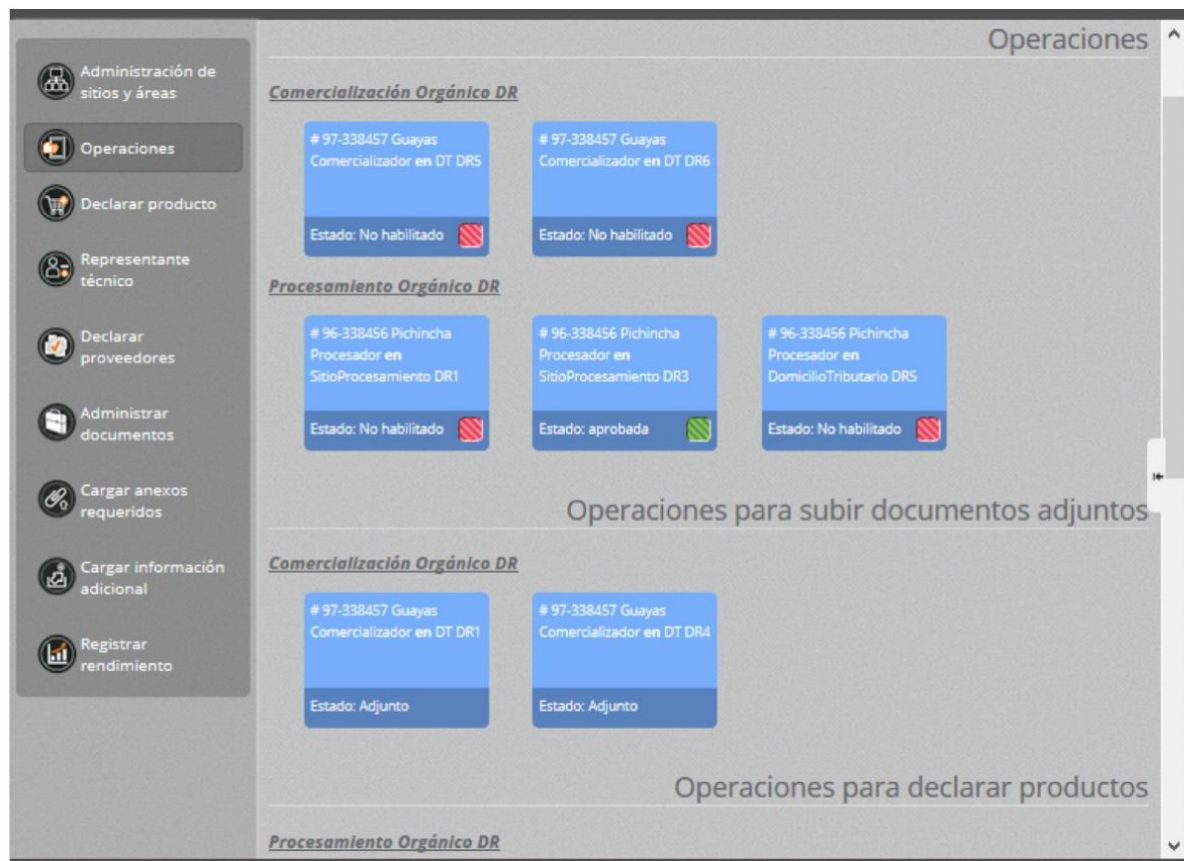 Administración de
sitios y áreas
Operaciones
Declarar producto
Representante
técnico
Declarar
proveedores
Administrar
documentos
Cargar anexos
requeridos
Cargar información
adicional
Registrar
rendimiento
Operaciones
Comercialización Orgánico DR
# 97-338457 Guayas
Comercializador en DT DR5
Estado: No habilitado
# 97-338457 Guayas
Comercializador en DT DR6
Estado: No habilitado
Procesamiento Orgánico DR
# 96-338456 Pichincha
Procesador en
SitioProcesamiento DR1
Estado: No habilitado
# 96-338456 Pichincha
Procesador en
SitioProcesamiento DR3
Estado: aprobada
# 96-338456 Pichincha
Procesador en
DomicilioTributario DR5
Estado: No habilitado
Operaciones para subir documentos adjuntos
Comercialización Orgánico DR
# 97-338457 Guayas
Comercializador en DT DR1
Estado: Adjunto
# 97-338457 Guayas
Comercializador en DT DR4
Estado: Adjunto
Operaciones para declarar productos
Procesamiento Orgánico DR